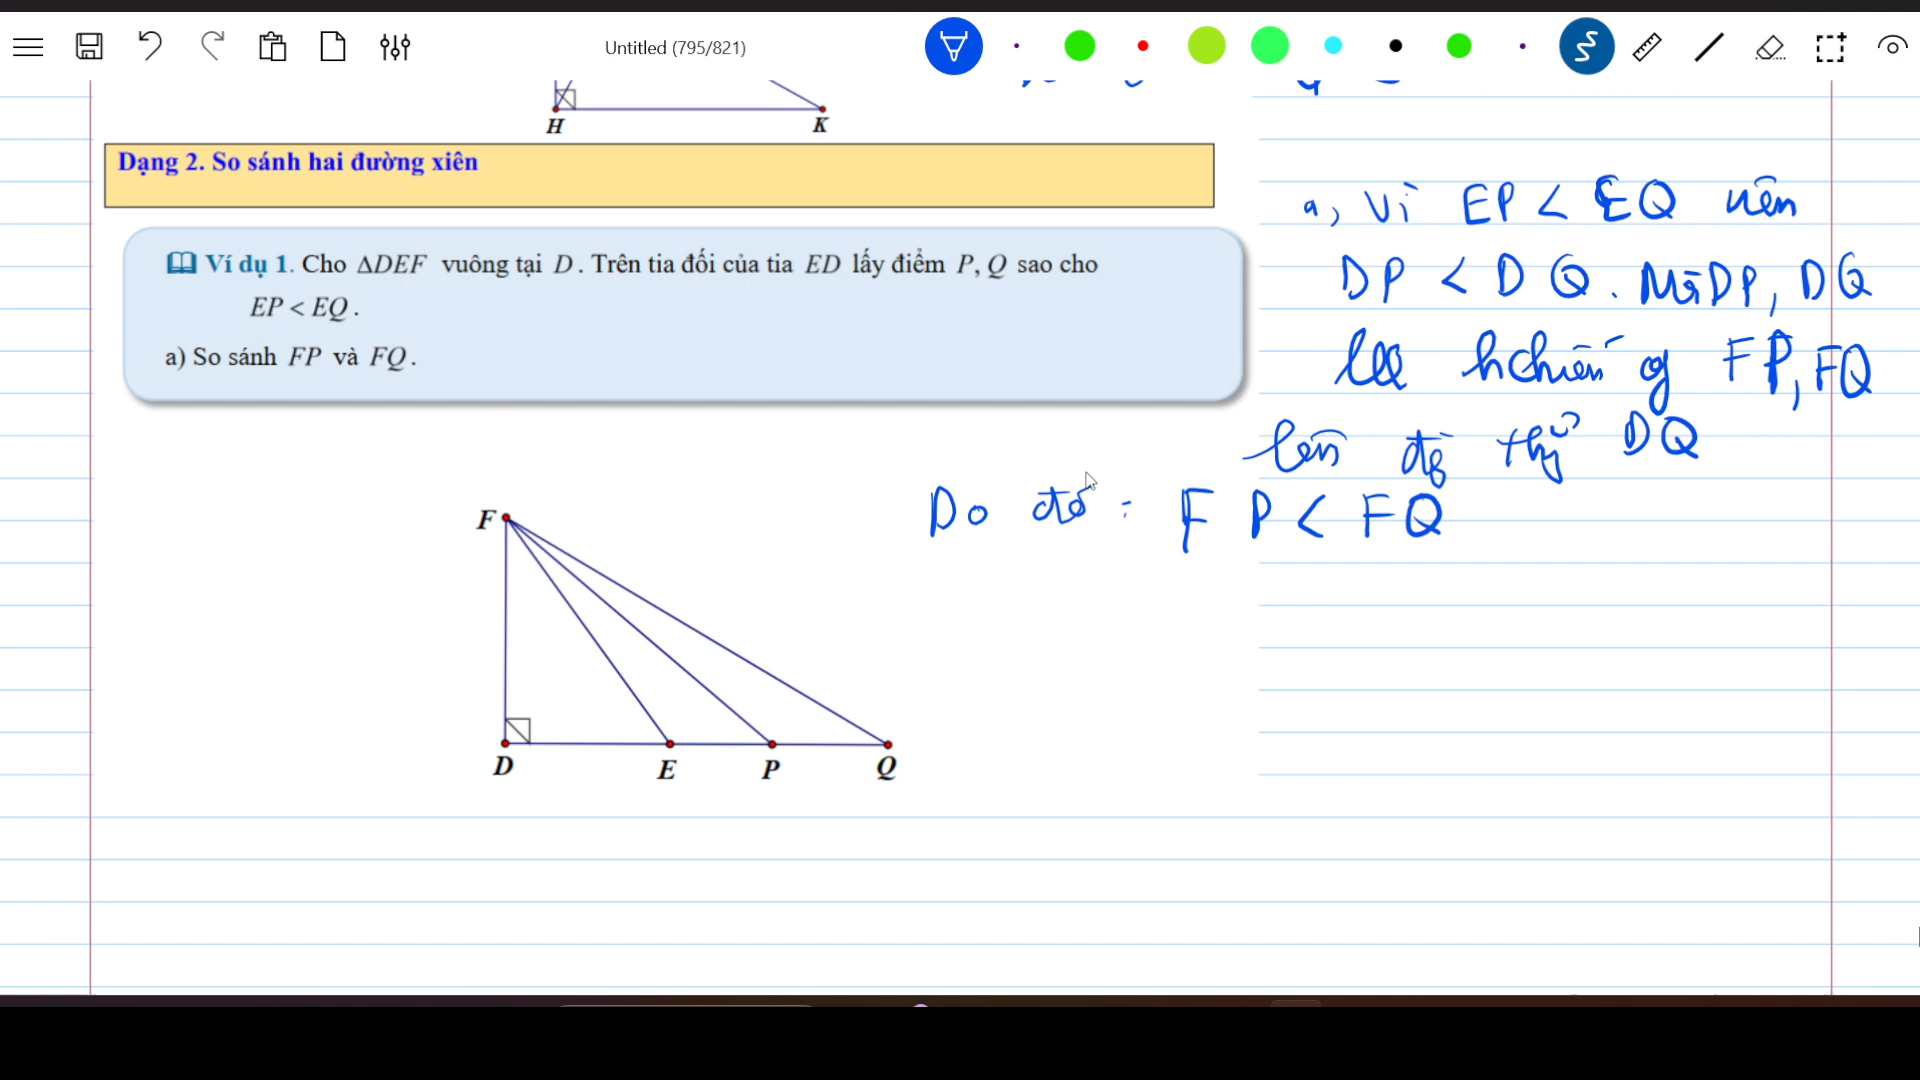 Untitled (795/821)
H
K
Dạng 2. So sánh hai đường xiên
Ví dụ 1. Cho ΔDEF vuông tại D. Trên tia đối của tia ED lấy điểm P, Q sao cho
EP < EQ.
a) So sánh FP và FQ.
a, Vì EP < EQ nên
DP < DQ. Mà DP, DQ
là hchiếu FP, FQ
lên đg thg DQ
Do đó: FP < FQ
F
D
E
P
Q